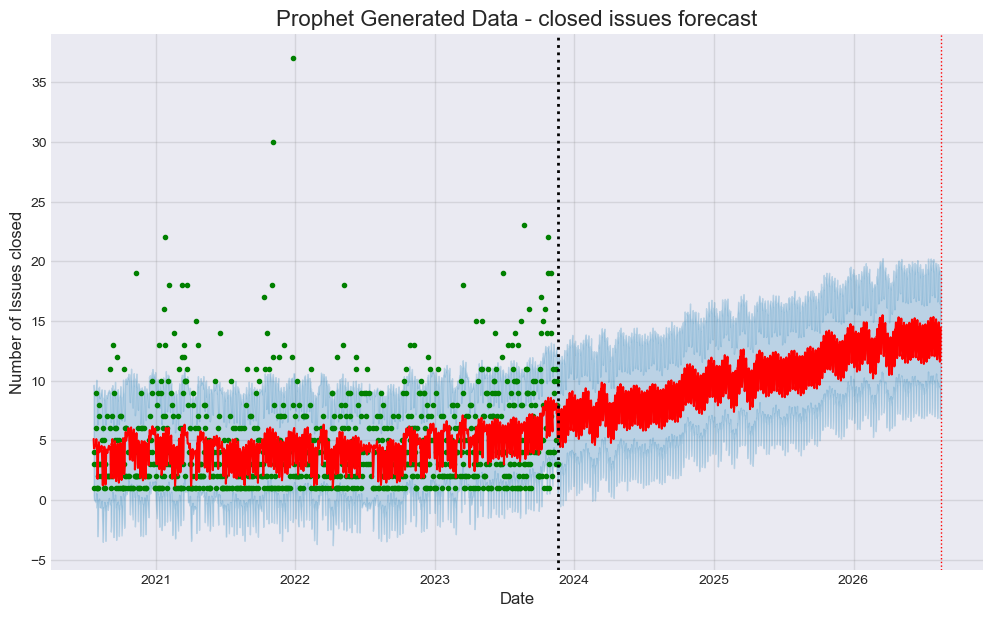 Prophet Generated Data - closed issues forecast
Number of Issues closed
35
30
25
20
15
10
5
0
−5
2021 2022 2023 2024 2025 2026
Date